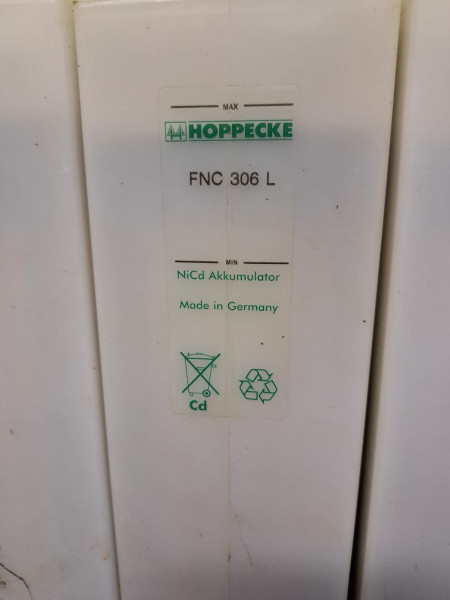 MAX
HOPPECKE
FNC 306 L
MIN
NiCd Akkumulator
Made in Germany
Cd